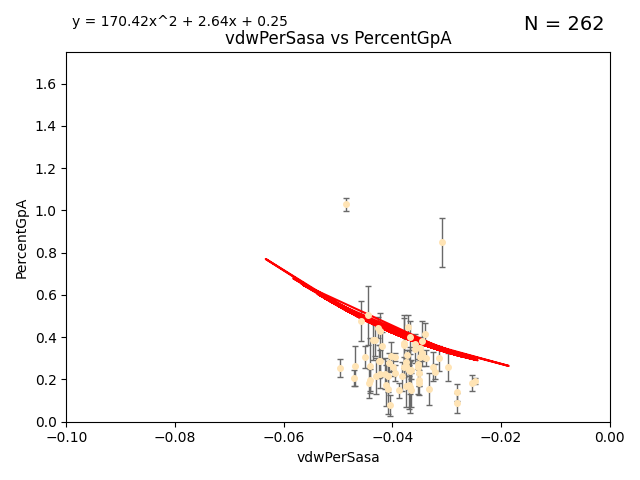 y = 170.42x^2 + 2.64x + 0.25
N = 262
vdwPerSasa vs PercentGpA
1.6
1.4
1.2
1.0
0.8
0.6
0.4
0.2
0.0
PercentGpA
−0.10 −0.08 −0.06 −0.04 −0.02 0.00
vdwPerSasa